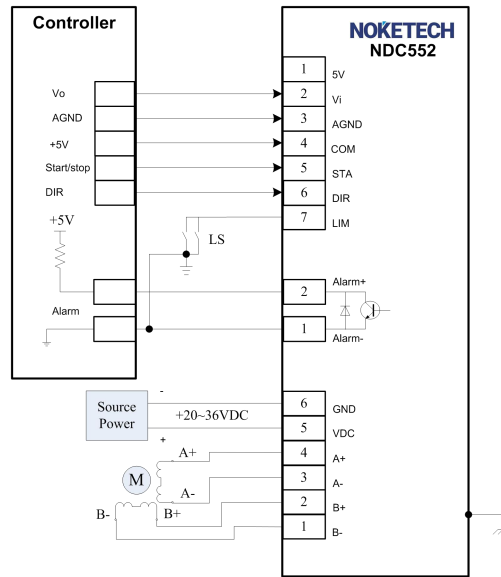 Controller
NOKETECH
NDC552
1 5V
Vo 2 Vi
AGND 3 AGND
+5V 4 COM
Start/stop 5 STA
DIR 6 DIR
+5V 7 LIM
LS
2 Alarm+
Alarm
1 Alarm-
Source Power - +20~36VDC + 6 GND
5 VDC
A+ 4 A+
M A- 3 A-
B- B+ 2 B+
1 B-